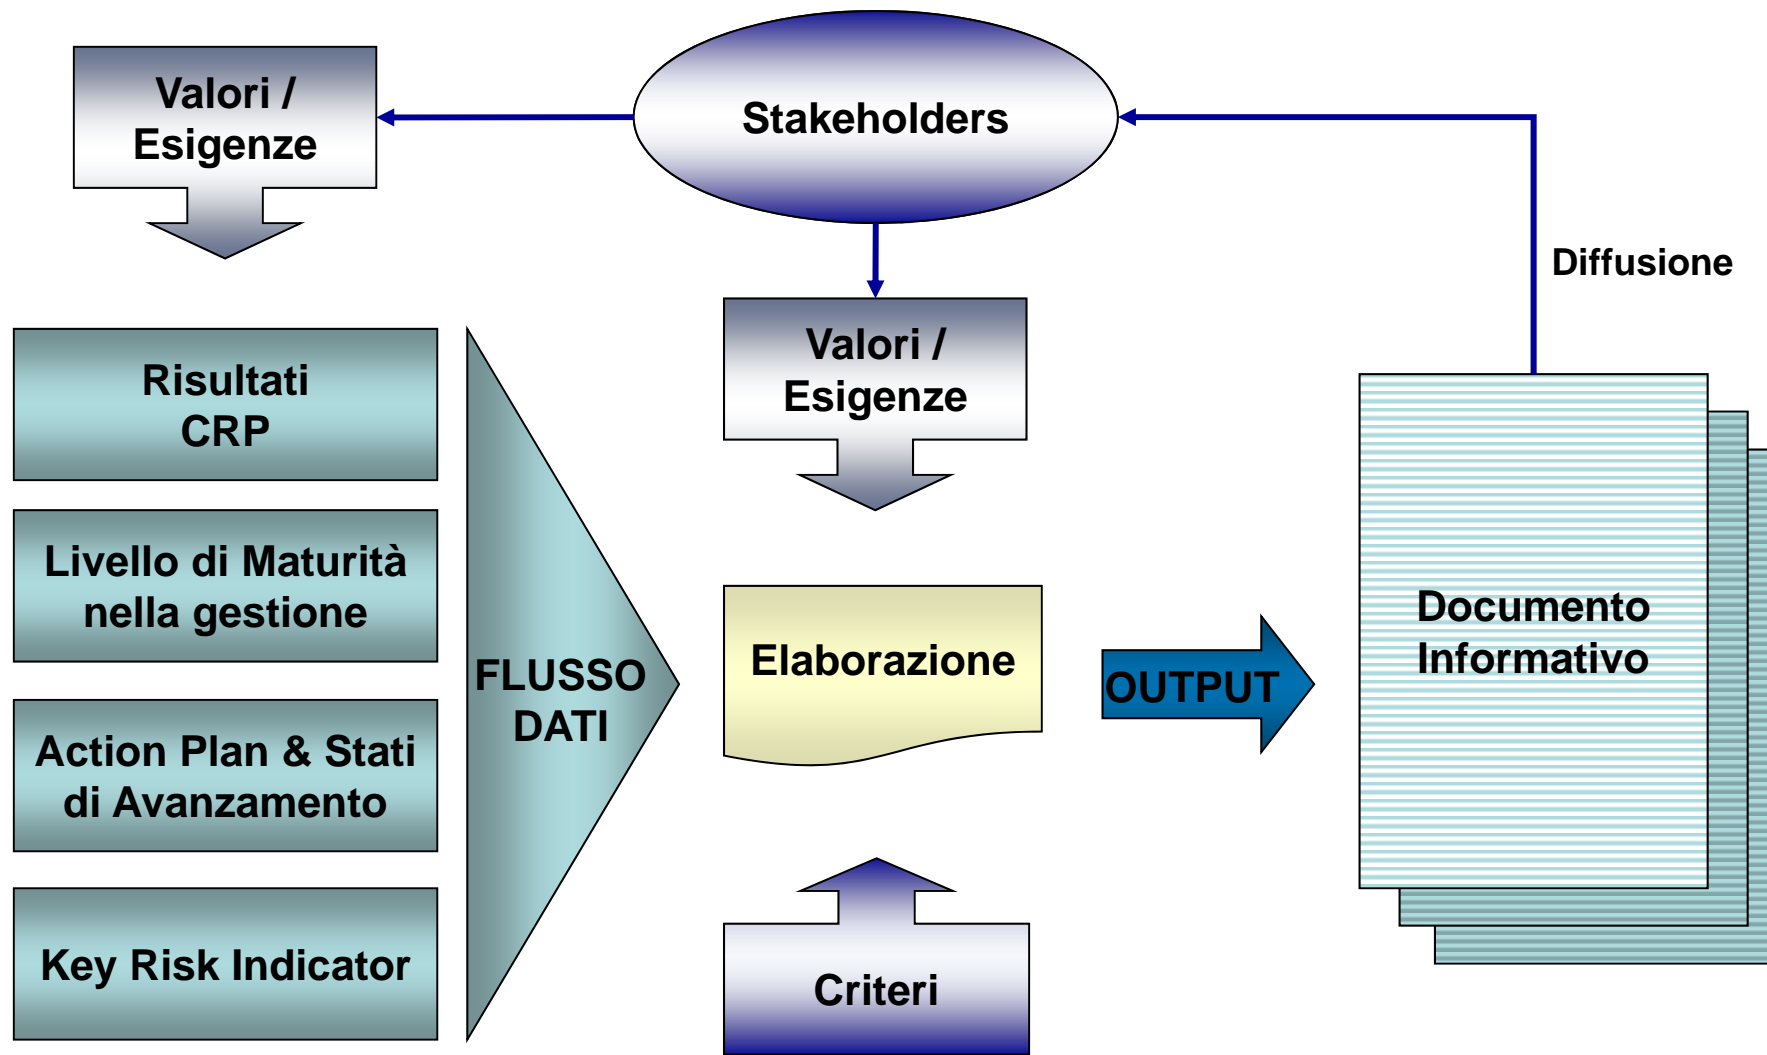 Valori /
Esigenze
Stakeholders
Diffusione
Valori /
Esigenze
Risultati
CRP
Livello di Maturità
nella gestione
Action Plan & Stati
di Avanzamento
Key Risk Indicator
FLUSSO
DATI
Elaborazione
OUTPUT
Documento
Informativo
Criteri